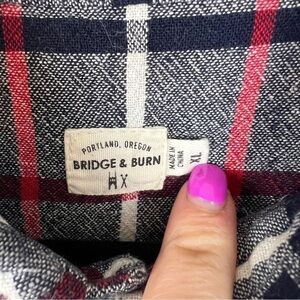 PORTLAND, OREGON
BRIDGE & BURN
MADE IN
CHINA
XL